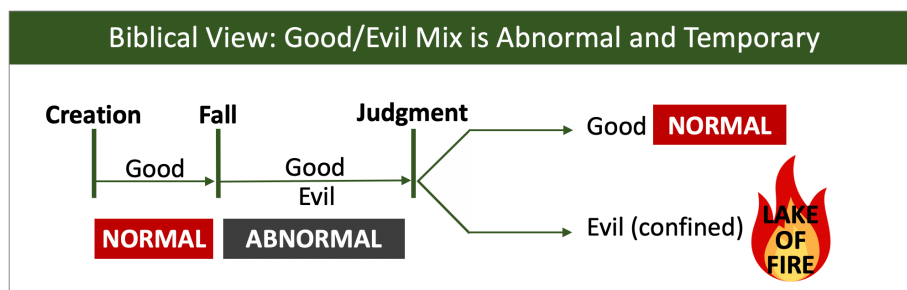 Biblical View: Good/Evil Mix is Abnormal and Temporary
Creation Fall Judgment
Good NORMAL
Good Good
Evil
NORMAL ABNORMAL
Evil (confined)
LAKE
OF
FIRE